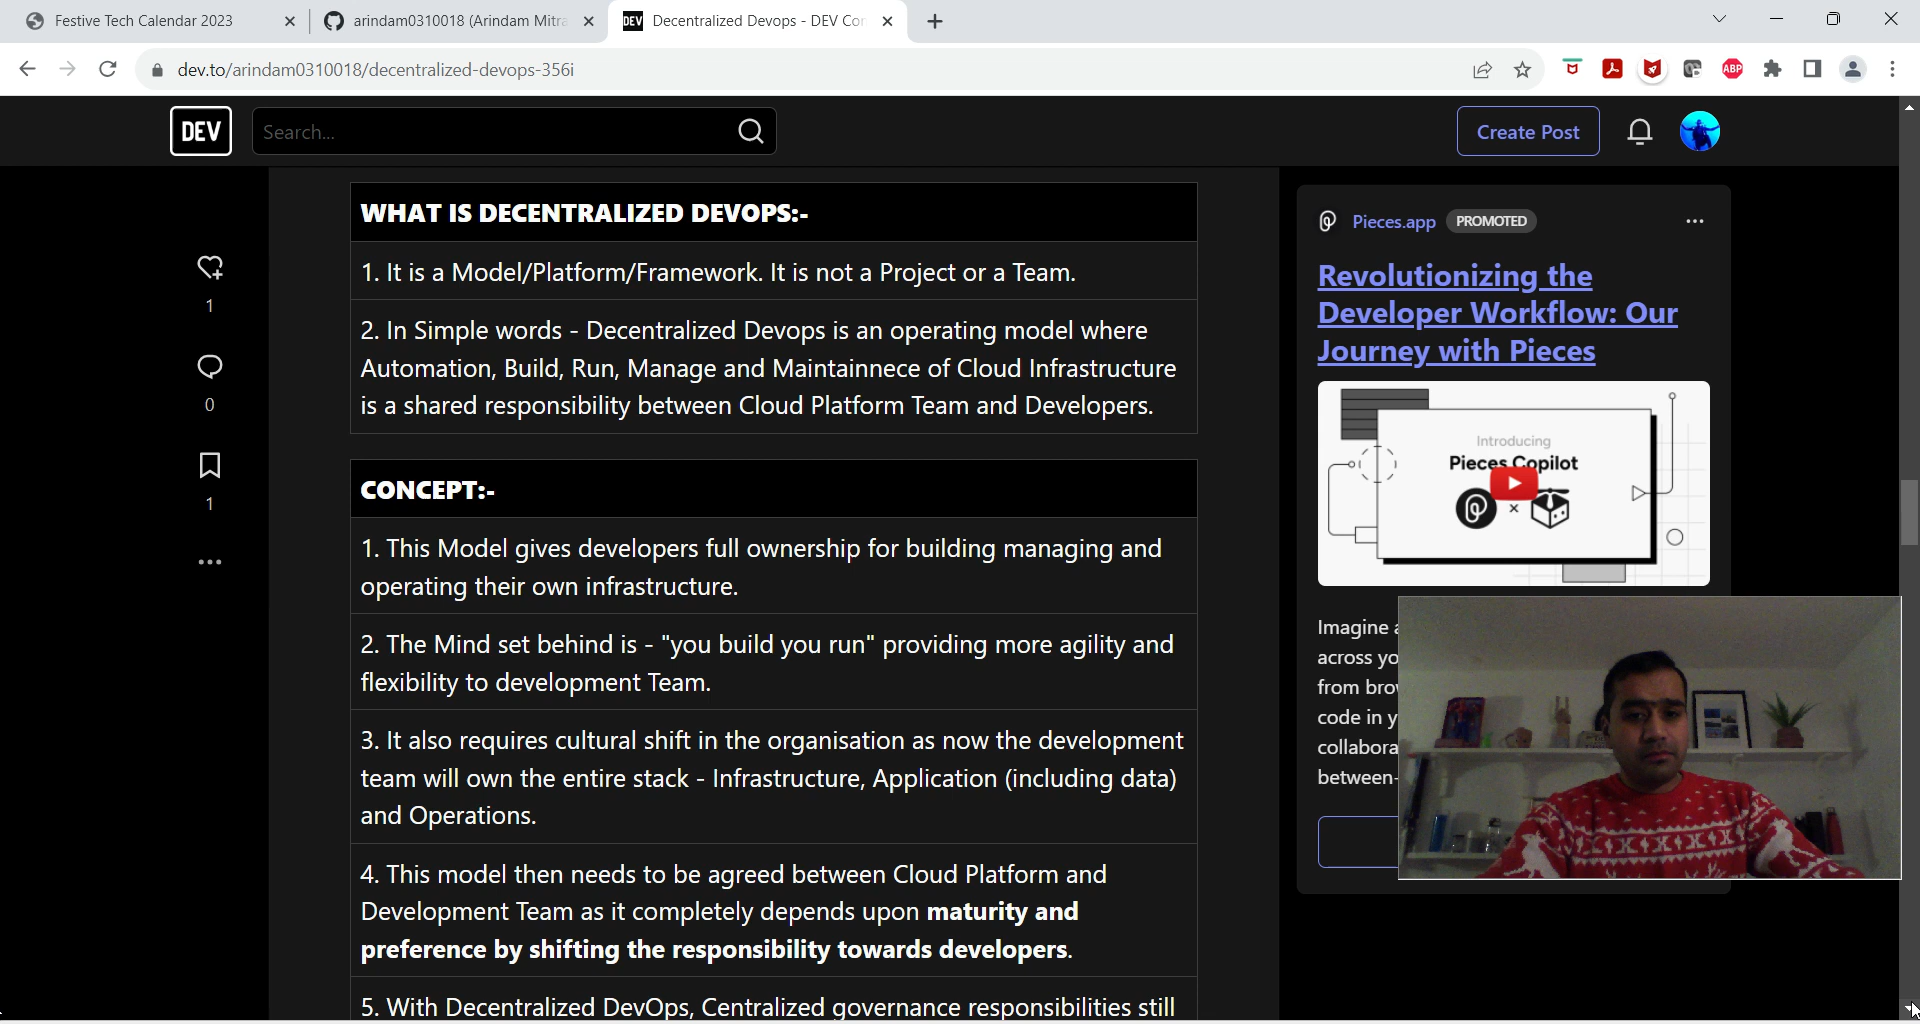 Festive Tech Calendar 2023
arindam0310018 (Arindam Mitra
DEV
Decentralized Devops - DEV Co
dev.to/arindam0310018/decentralized-devops-356i
ABP
DEV
Search...
Create Post
WHAT IS DECENTRALIZED DEVOPS:-
1. It is a Model/Platform/Framework. It is not a Project or a Team.
2. In Simple words - Decentralized Devops is an operating model where
Automation, Build, Run, Manage and Maintainnece of Cloud Infrastructure
is a shared responsibility between Cloud Platform Team and Developers.
1
0
1
CONCEPT:-
1. This Model gives developers full ownership for building managing and
operating their own infrastructure.
2. The Mind set behind is - "you build you run" providing more agility and
flexibility to development Team.
3. It also requires cultural shift in the organisation as now the development
team will own the entire stack - Infrastructure, Application (including data)
and Operations.
4. This model then needs to be agreed between Cloud Platform and
Development Team as it completely depends upon maturity and
preference by shifting the responsibility towards developers.
5. With Decentralized DevOps, Centralized governance responsibilities still
Pieces.app PROMOTED
Revolutionizing the
Developer Workflow: Our
Journey with Pieces
Introducing
Pieces Copilot
×
Imagine
across yo
from bro
code in y
collabora
between-